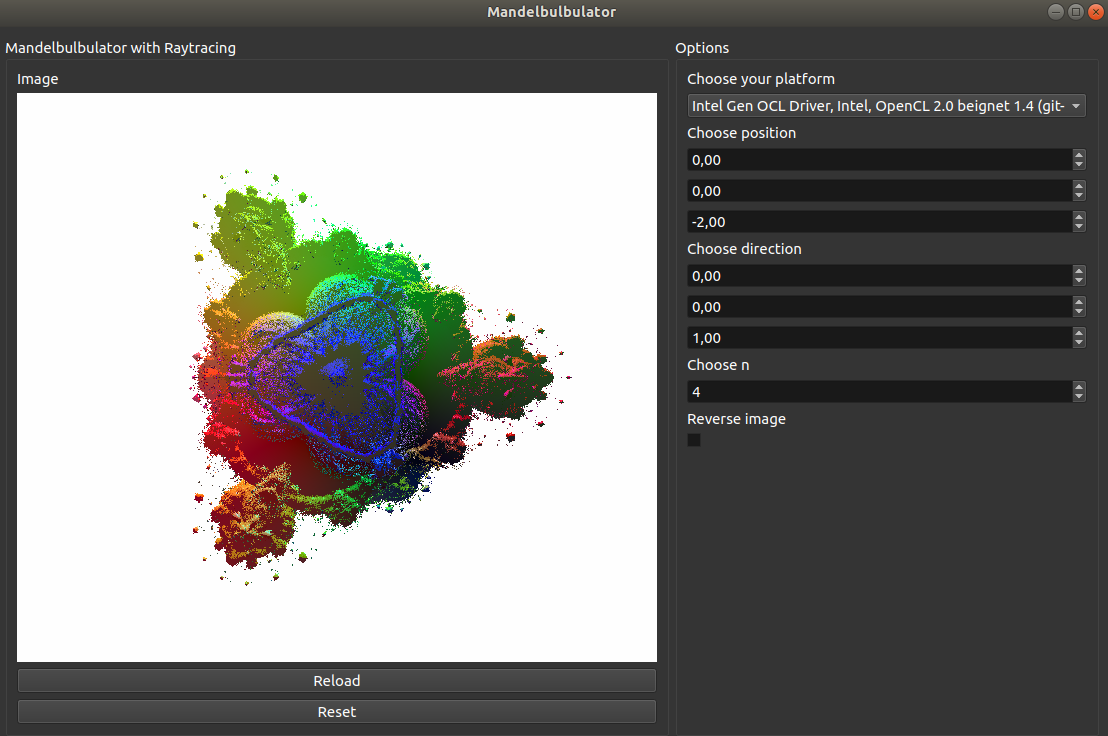 Mandelbulbulator
Mandelbulbulator with Raytracing
Image
Reload
Reset
Options
Choose your platform
Intel Gen OCL Driver, Intel, OpenCL 2.0 beignet 1.4 (git-
Choose position
0,00
0,00
-2,00
Choose direction
0,00
0,00
1,00
Choose n
4
Reverse image